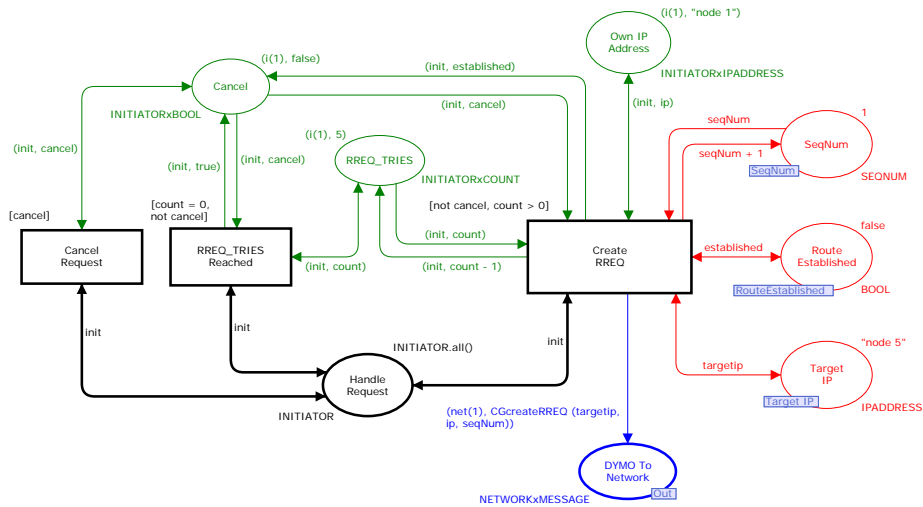 (i(1), "node 1")
Own IP
Address
(i(1), false)
(init, established)
INITIATORxIPADDRESS
Cancel
(init, cancel)
(init, ip)
INITIATORxBOOL
1
seqNum
(i(1), 5)
SeqNum
(init, cancel)
seqNum + 1
RREQ_TRIES
(init, true)
(init, cancel)
SeqNum
SEQNUM
INITIATORxCOUNT
[cancel]
[count = 0,
not cancel]
[not cancel, count > 0]
false
(init, count)
Cancel
Request
RREQ_TRIES
Reached
Create
RREQ
established
Route
Established
(init, count)
(init, count - 1)
RouteEstablished
BOOL
init
init
init
INITIATOR.all()
"node 5"
targetip
Target
IP
Handle
Request
Target IP
IPADDRESS
INITIATOR
(net(1), CGcreateRREQ (targetip,
ip, seqNum))
DYMO To
Network
Out
NETWORKxMESSAGE